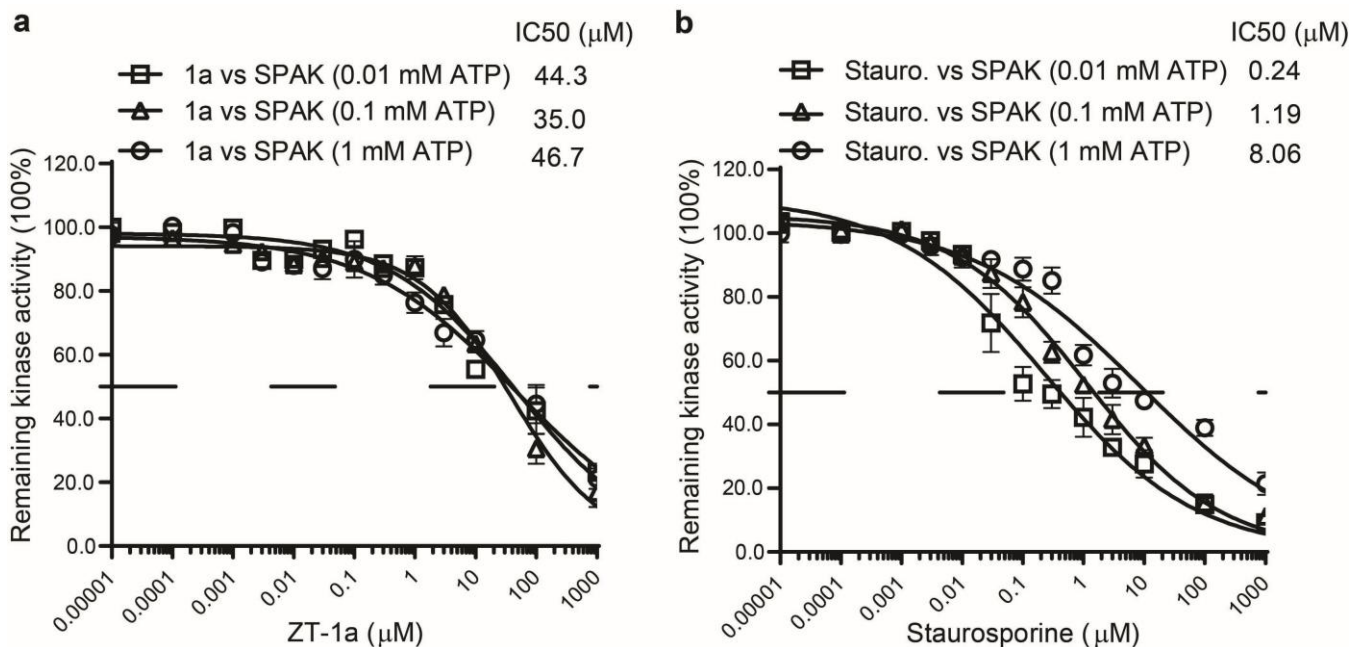 a
IC50 (μM)
1a vs SPAK (0.01 mM ATP) 44.3
1a vs SPAK (0.1 mM ATP) 35.0
1a vs SPAK (1 mM ATP) 46.7
Remaining kinase activity (100%)
120.0
100.0
80.0
60.0
40.0
20.0
0.0
0.00001 0.0001 0.001 0.01 0.1 1 10 100 1000
ZT-1a (μM)
b
IC50 (μM)
Stauro. vs SPAK (0.01 mM ATP) 0.24
Stauro. vs SPAK (0.1 mM ATP) 1.19
Stauro. vs SPAK (1 mM ATP) 8.06
Remaining kinase activity (100%)
120.0
100.0
80.0
60.0
40.0
20.0
0.0
0.00001 0.0001 0.001 0.01 0.1 1 10 100 1000
Staurosporine (μM)